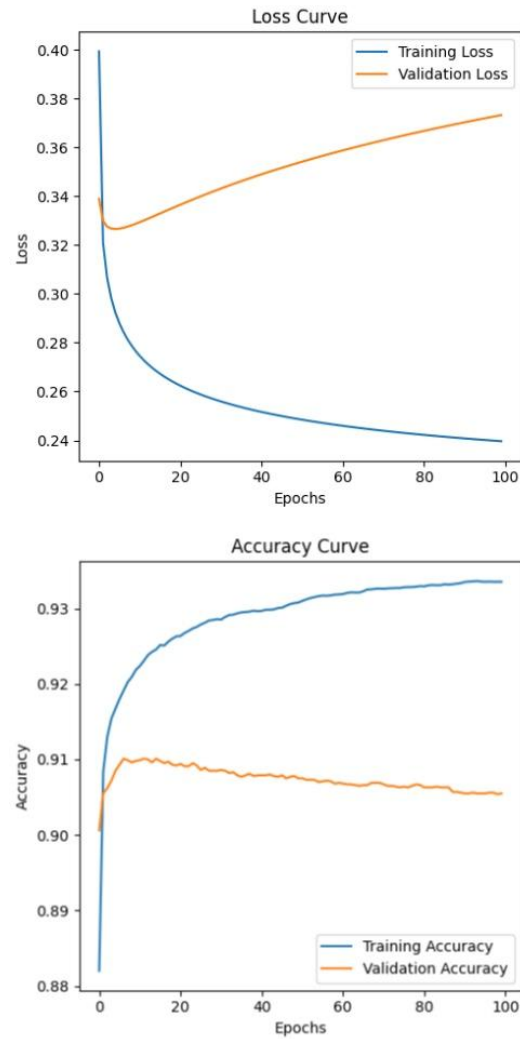 Loss Curve
0.40
0.38
0.36
0.34
0.32
0.30
0.28
0.26
0.24
Loss
Training Loss
Validation Loss
0 20 40 60 80 100
Epochs
Accuracy Curve
0.93
0.92
0.91
0.90
0.89
0.88
Accuracy
Training Accuracy
Validation Accuracy
0 20 40 60 80 100
Epochs